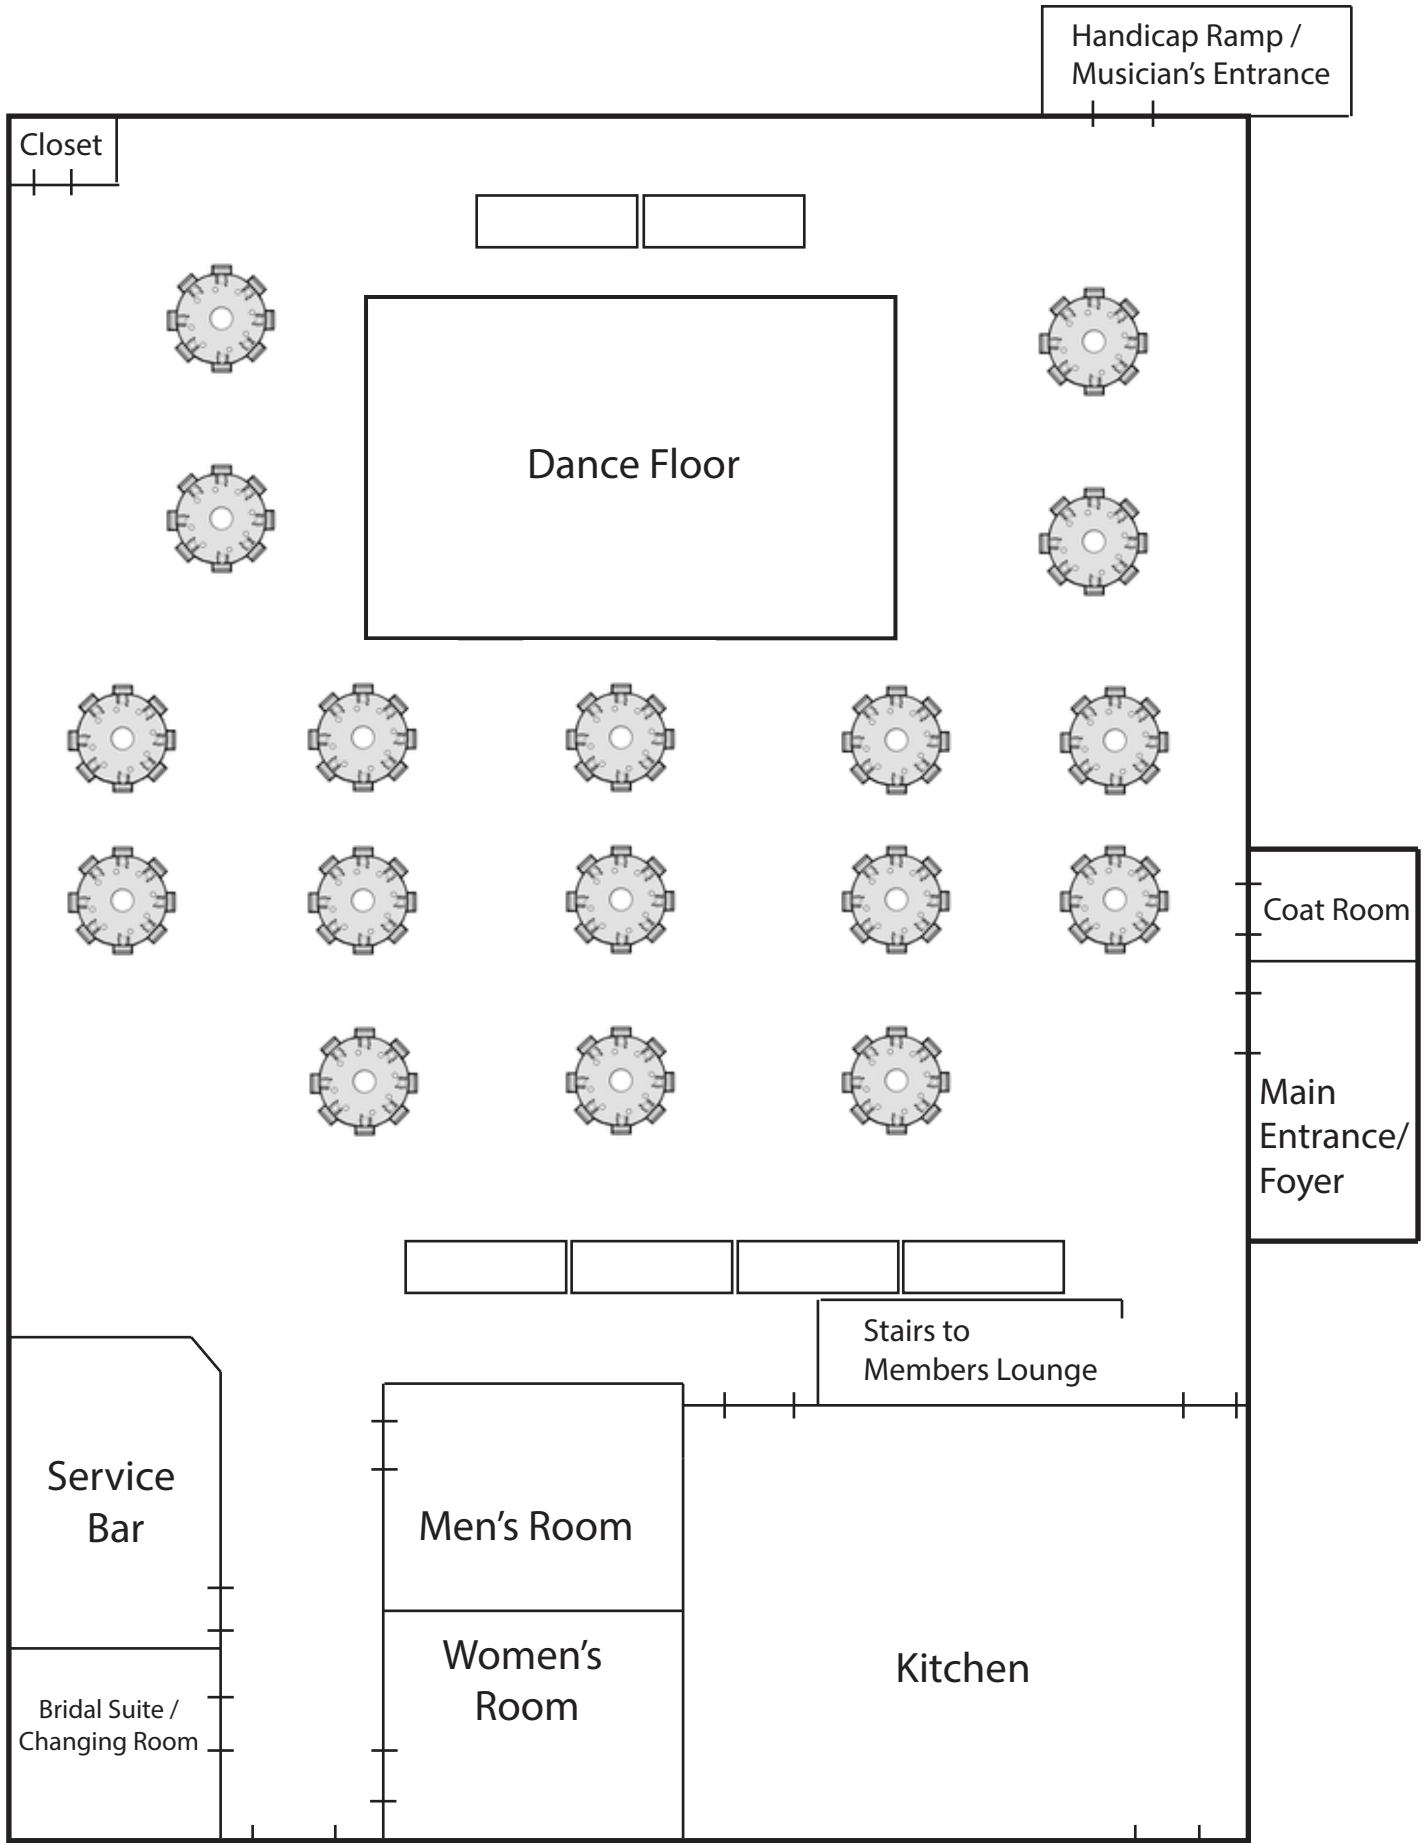 Handicap Ramp /
Musician’s Entrance
Closet
Dance Floor
Coat Room
Main
Entrance/
Foyer
Stairs to
Members Lounge
Service
Bar
Men’s Room
Women’s
Room
Kitchen
Bridal Suite /
Changing Room